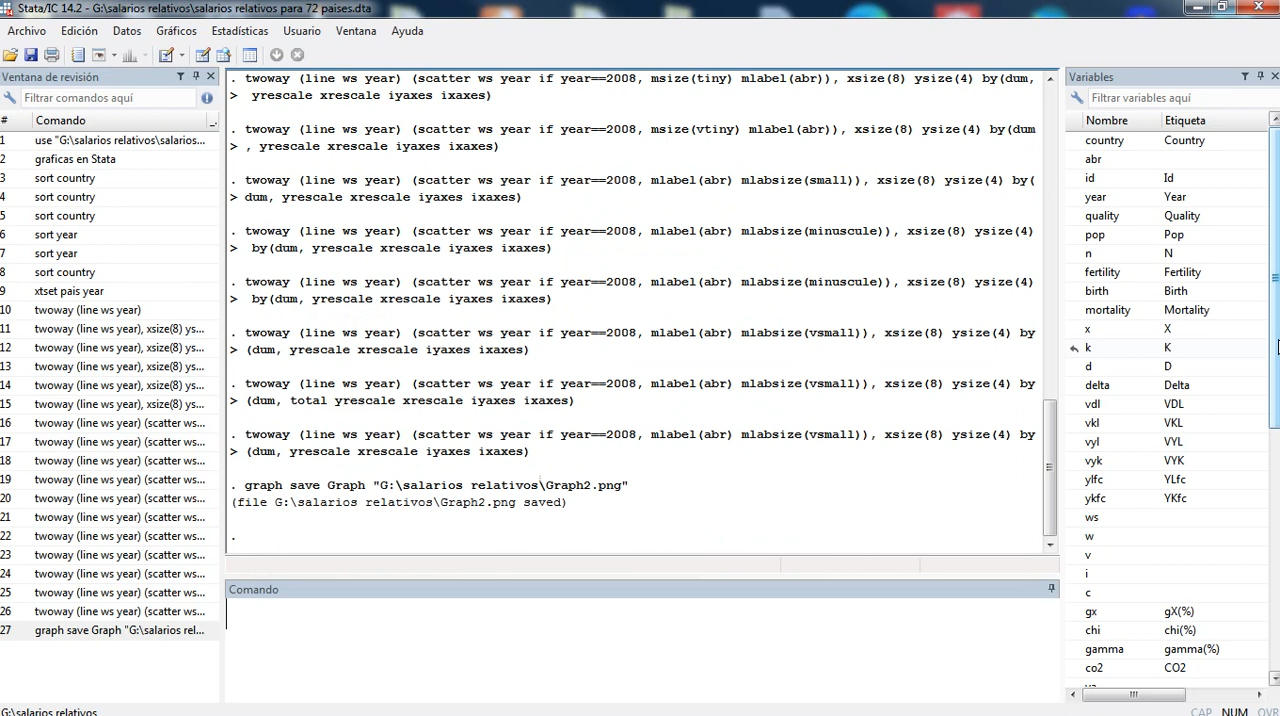 Stata/IC 14.2 - G:\salarios relativos\salarios relativos para 72 paises.dta
Archivo Edición Datos Gráficos Estadísticas Usuario Ventana Ayuda
Ventana de revisión
Filtrar comandos aquí
# Comando
1 use "G:\salarios relativos\salarios...
2 graficas en Stata
3 sort country
4 sort country
5 sort country
6 sort year
7 sort year
8 sort country
9 xtset pais year
10 twoway (line ws year)
11 twoway (line ws year), xsize(8) ys...
12 twoway (line ws year), xsize(8) ys...
13 twoway (line ws year), xsize(8) ys...
14 twoway (line ws year), xsize(8) ys...
15 twoway (line ws year), xsize(8) ys...
16 twoway (line ws year) (scatter ws...
17 twoway (line ws year) (scatter ws...
18 twoway (line ws year) (scatter ws...
19 twoway (line ws year) (scatter ws...
20 twoway (line ws year) (scatter ws...
21 twoway (line ws year) (scatter ws...
22 twoway (line ws year) (scatter ws...
23 twoway (line ws year) (scatter ws...
24 twoway (line ws year) (scatter ws...
25 twoway (line ws year) (scatter ws...
26 twoway (line ws year) (scatter ws...
27 graph save Graph "G:\salarios rel...
. twoway (line ws year) (scatter ws year if year==2008, msize(tiny) mlabel(abr)), xsize(8) ysize(4) by(dum,
> yrescale xrescale iyaxes ixaxes)
. twoway (line ws year) (scatter ws year if year==2008, msize(vtiny) mlabel(abr)), xsize(8) ysize(4) by(dum
> , yrescale xrescale iyaxes ixaxes)
. twoway (line ws year) (scatter ws year if year==2008, mlabel(abr) mlabsize(small)), xsize(8) ysize(4) by(
> dum, yrescale xrescale iyaxes ixaxes)
. twoway (line ws year) (scatter ws year if year==2008, mlabel(abr) mlabsize(minuscule)), xsize(8) ysize(4)
> by(dum, yrescale xrescale iyaxes ixaxes)
. twoway (line ws year) (scatter ws year if year==2008, mlabel(abr) mlabsize(minuscule)), xsize(8) ysize(4)
> by(dum, yrescale xrescale iyaxes ixaxes)
. twoway (line ws year) (scatter ws year if year==2008, mlabel(abr) mlabsize(vsmall)), xsize(8) ysize(4) by
> (dum, yrescale xrescale iyaxes ixaxes)
. twoway (line ws year) (scatter ws year if year==2008, mlabel(abr) mlabsize(vsmall)), xsize(8) ysize(4) by
> (dum, total yrescale xrescale iyaxes ixaxes)
. twoway (line ws year) (scatter ws year if year==2008, mlabel(abr) mlabsize(vsmall)), xsize(8) ysize(4) by
> (dum, yrescale xrescale iyaxes ixaxes)
. graph save Graph "G:\salarios relativos\Graph2.png"
(file G:\salarios relativos\Graph2.png saved)
.
Comando
Variables
Filtrar variables aquí
Nombre Etiqueta
country Country
abr
id Id
year Year
quality Quality
pop Pop
n N
fertility Fertility
birth Birth
mortality Mortality
x X
k K
d D
delta Delta
vdl VDL
vkl VKL
vyl VYL
vyk VYK
ylfc YLfc
ykfc YKfc
ws
w
v
i
c
gx gX(%)
chi chi(%)
gamma gamma(%)
co2 CO2
G:\salarios relativos
CAP NUM OVR